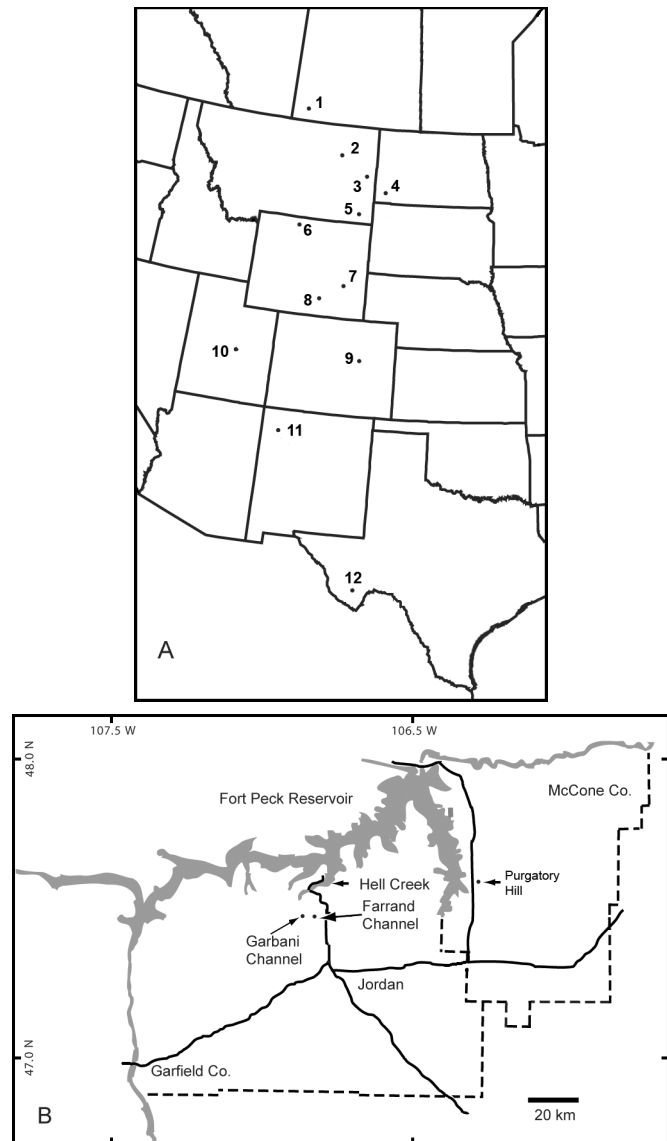 1
2
3
4
5
6
7
8
9
10
11
12
A
107.5 W
106.5 W
48.0 N
McCone Co.
Fort Peck Reservoir
Purgatory
Hill
Hell Creek
Farrand
Channel
Garbani
Channel
Jordan
47.0 N
Garfield Co.
B
20 km